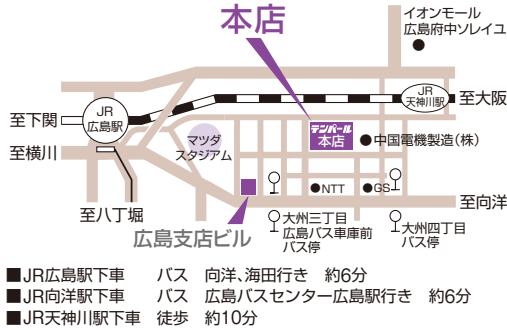 本店
イオンモール
広島府中ソレイユ
JR
天神川駅
至大阪
至下関
JR
広島駅
テンパール
本店
中国電機製造(株)
マツダ
スタジアム
至横川
NTT
GS
至八丁堀
至向洋
広島支店ビル
大州三丁目
広島バス車庫前
バス停
大州四丁目
バス停
■JR広島駅下車 バス 向洋、海田行き 約6分
■JR向洋駅下車 バス 広島バスセンター広島駅行き 約6分
■JR天神川駅下車 徒歩 約10分